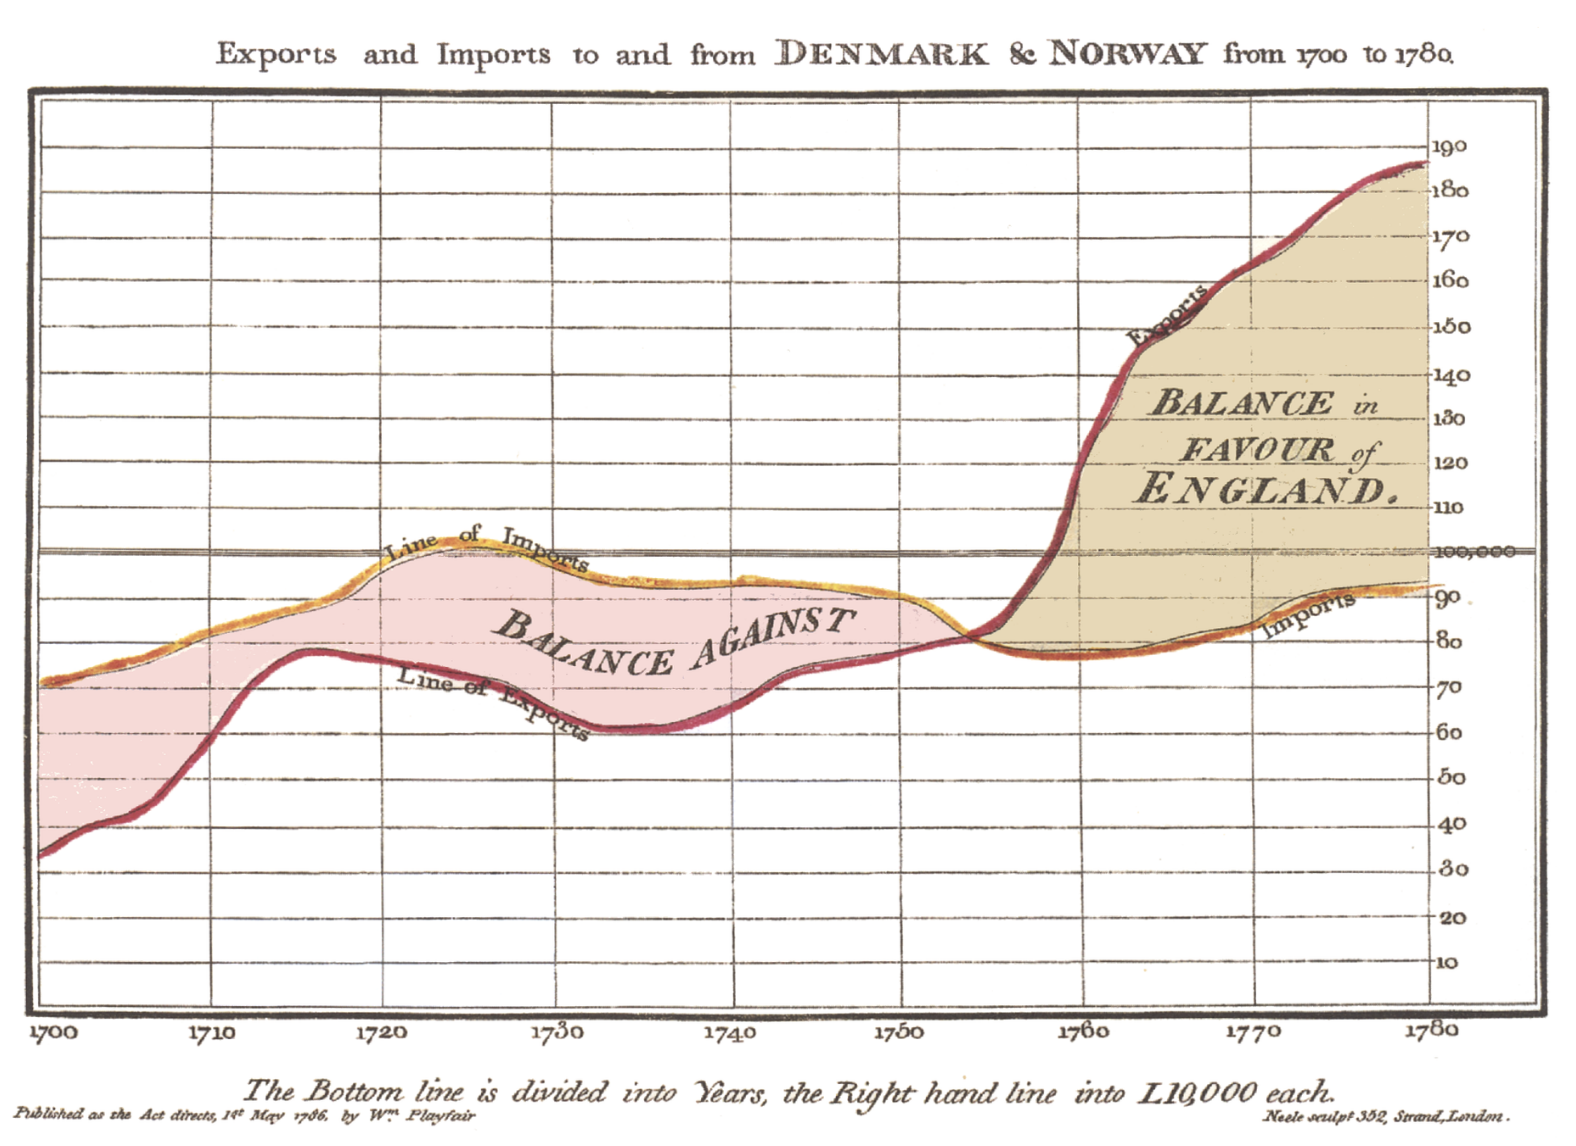 Exports and Imports to and from DENMARK & NORWAY from 1700 to 1780.
190
180
170
160
150
140
130
120
110
100,000
90
80
70
60
50
40
30
20
10
Exports
BALANCE in
FAVOUR of
ENGLAND.
Line of Imports
BALANCE AGAINST
Imports
Line of Exports
1700 1710 1720 1730 1740 1750 1760 1770 1780
The Bottom line is divided into Years, the Right hand line into L10,000 each.
Published as the Act directs, 1st May 1786, by Wm. Playfair
Neele sculpt 352, Strand, London.